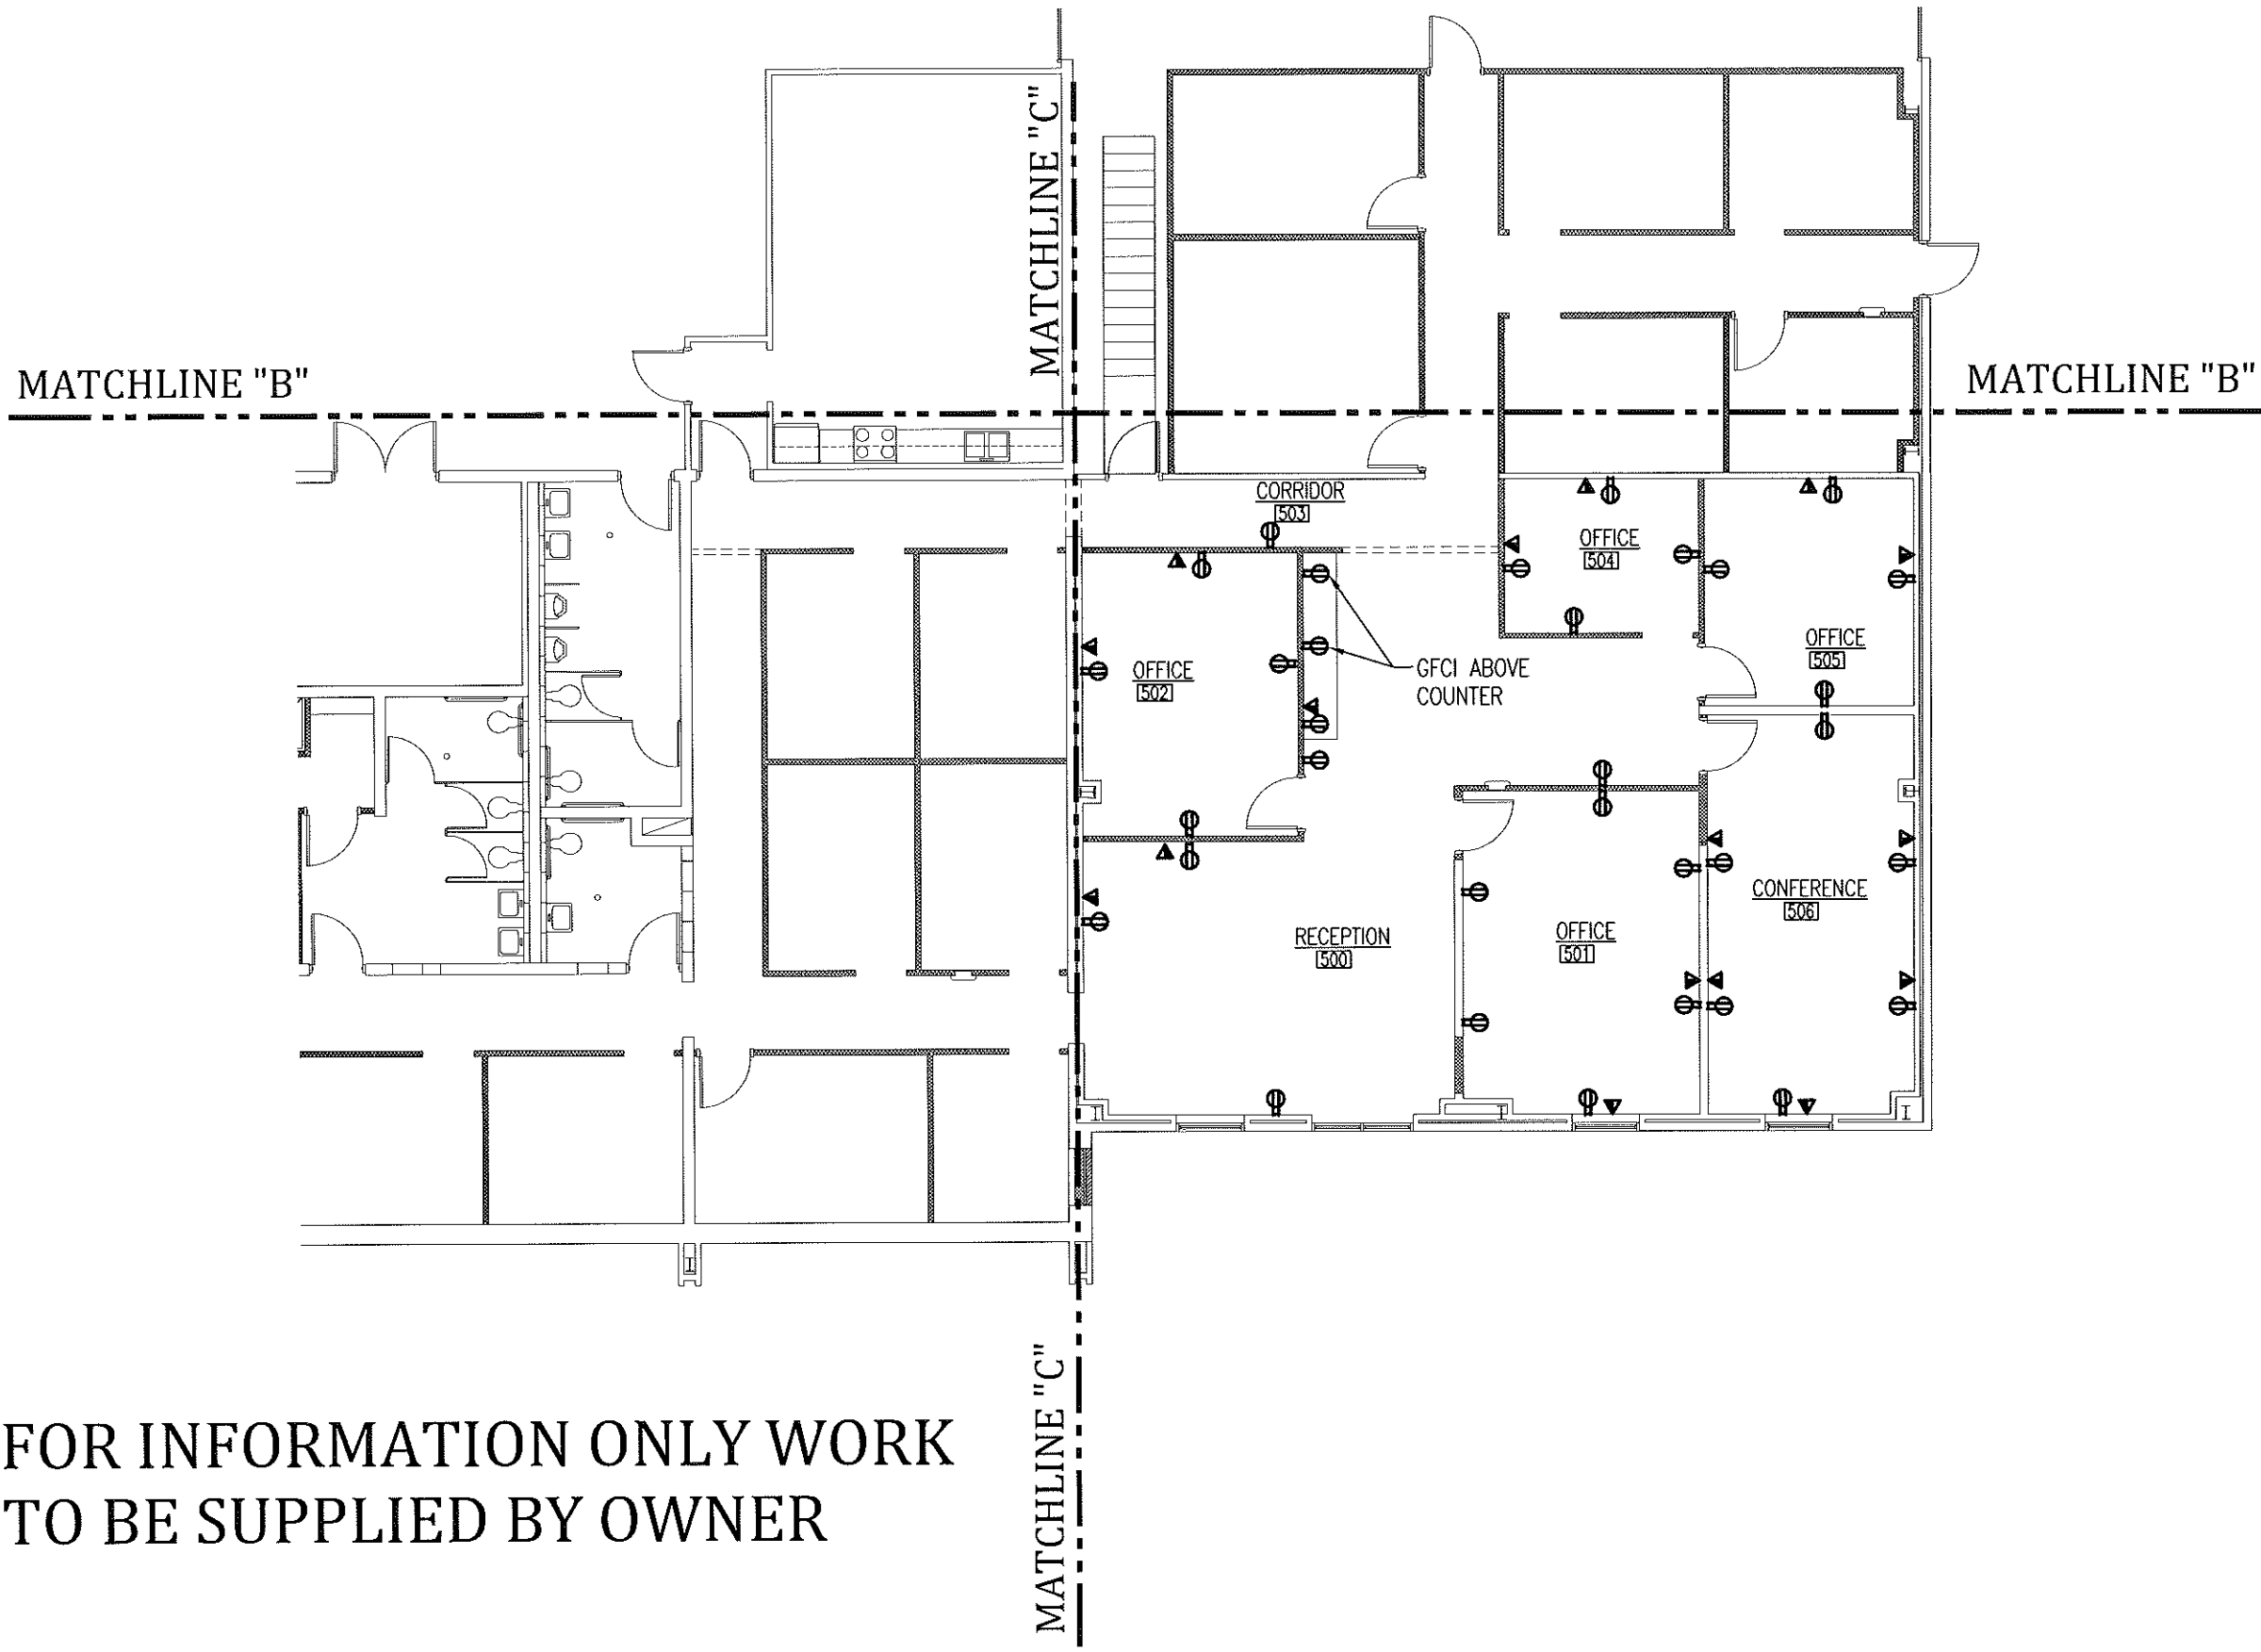 MATCHLINE "C"
MATCHLINE "B"
MATCHLINE "B"
CORRIDOR
503
OFFICE
504
OFFICE
505
OFFICE
502
GFCI ABOVE
COUNTER
CONFERENCE
506
RECEPTION
500
OFFICE
501
MATCHLINE "C"
FOR INFORMATION ONLY WORK
TO BE SUPPLIED BY OWNER